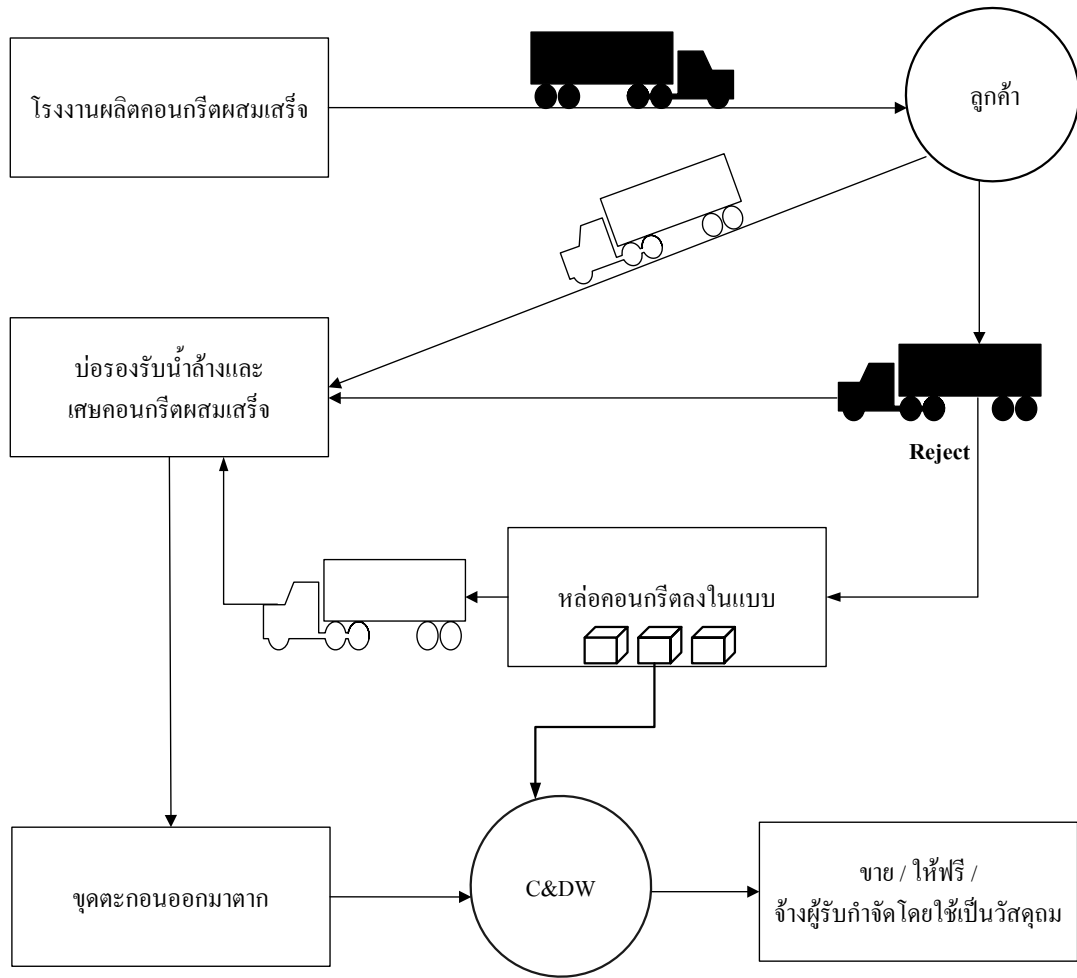 โรงงานผลิตคอนกรีตผสมเสร็จ
ลูกค้า
บ่อรองรับน้ำล้างและ
เศษคอนกรีตผสมเสร็จ
Reject
หล่อคอนกรีตลงในแบบ
ขุดตะกอนออกมาตาก
C&DW
ขาย / ให้ฟรี /
จ้างผู้รับกำจัดโดยใช้เป็นวัสดุถม